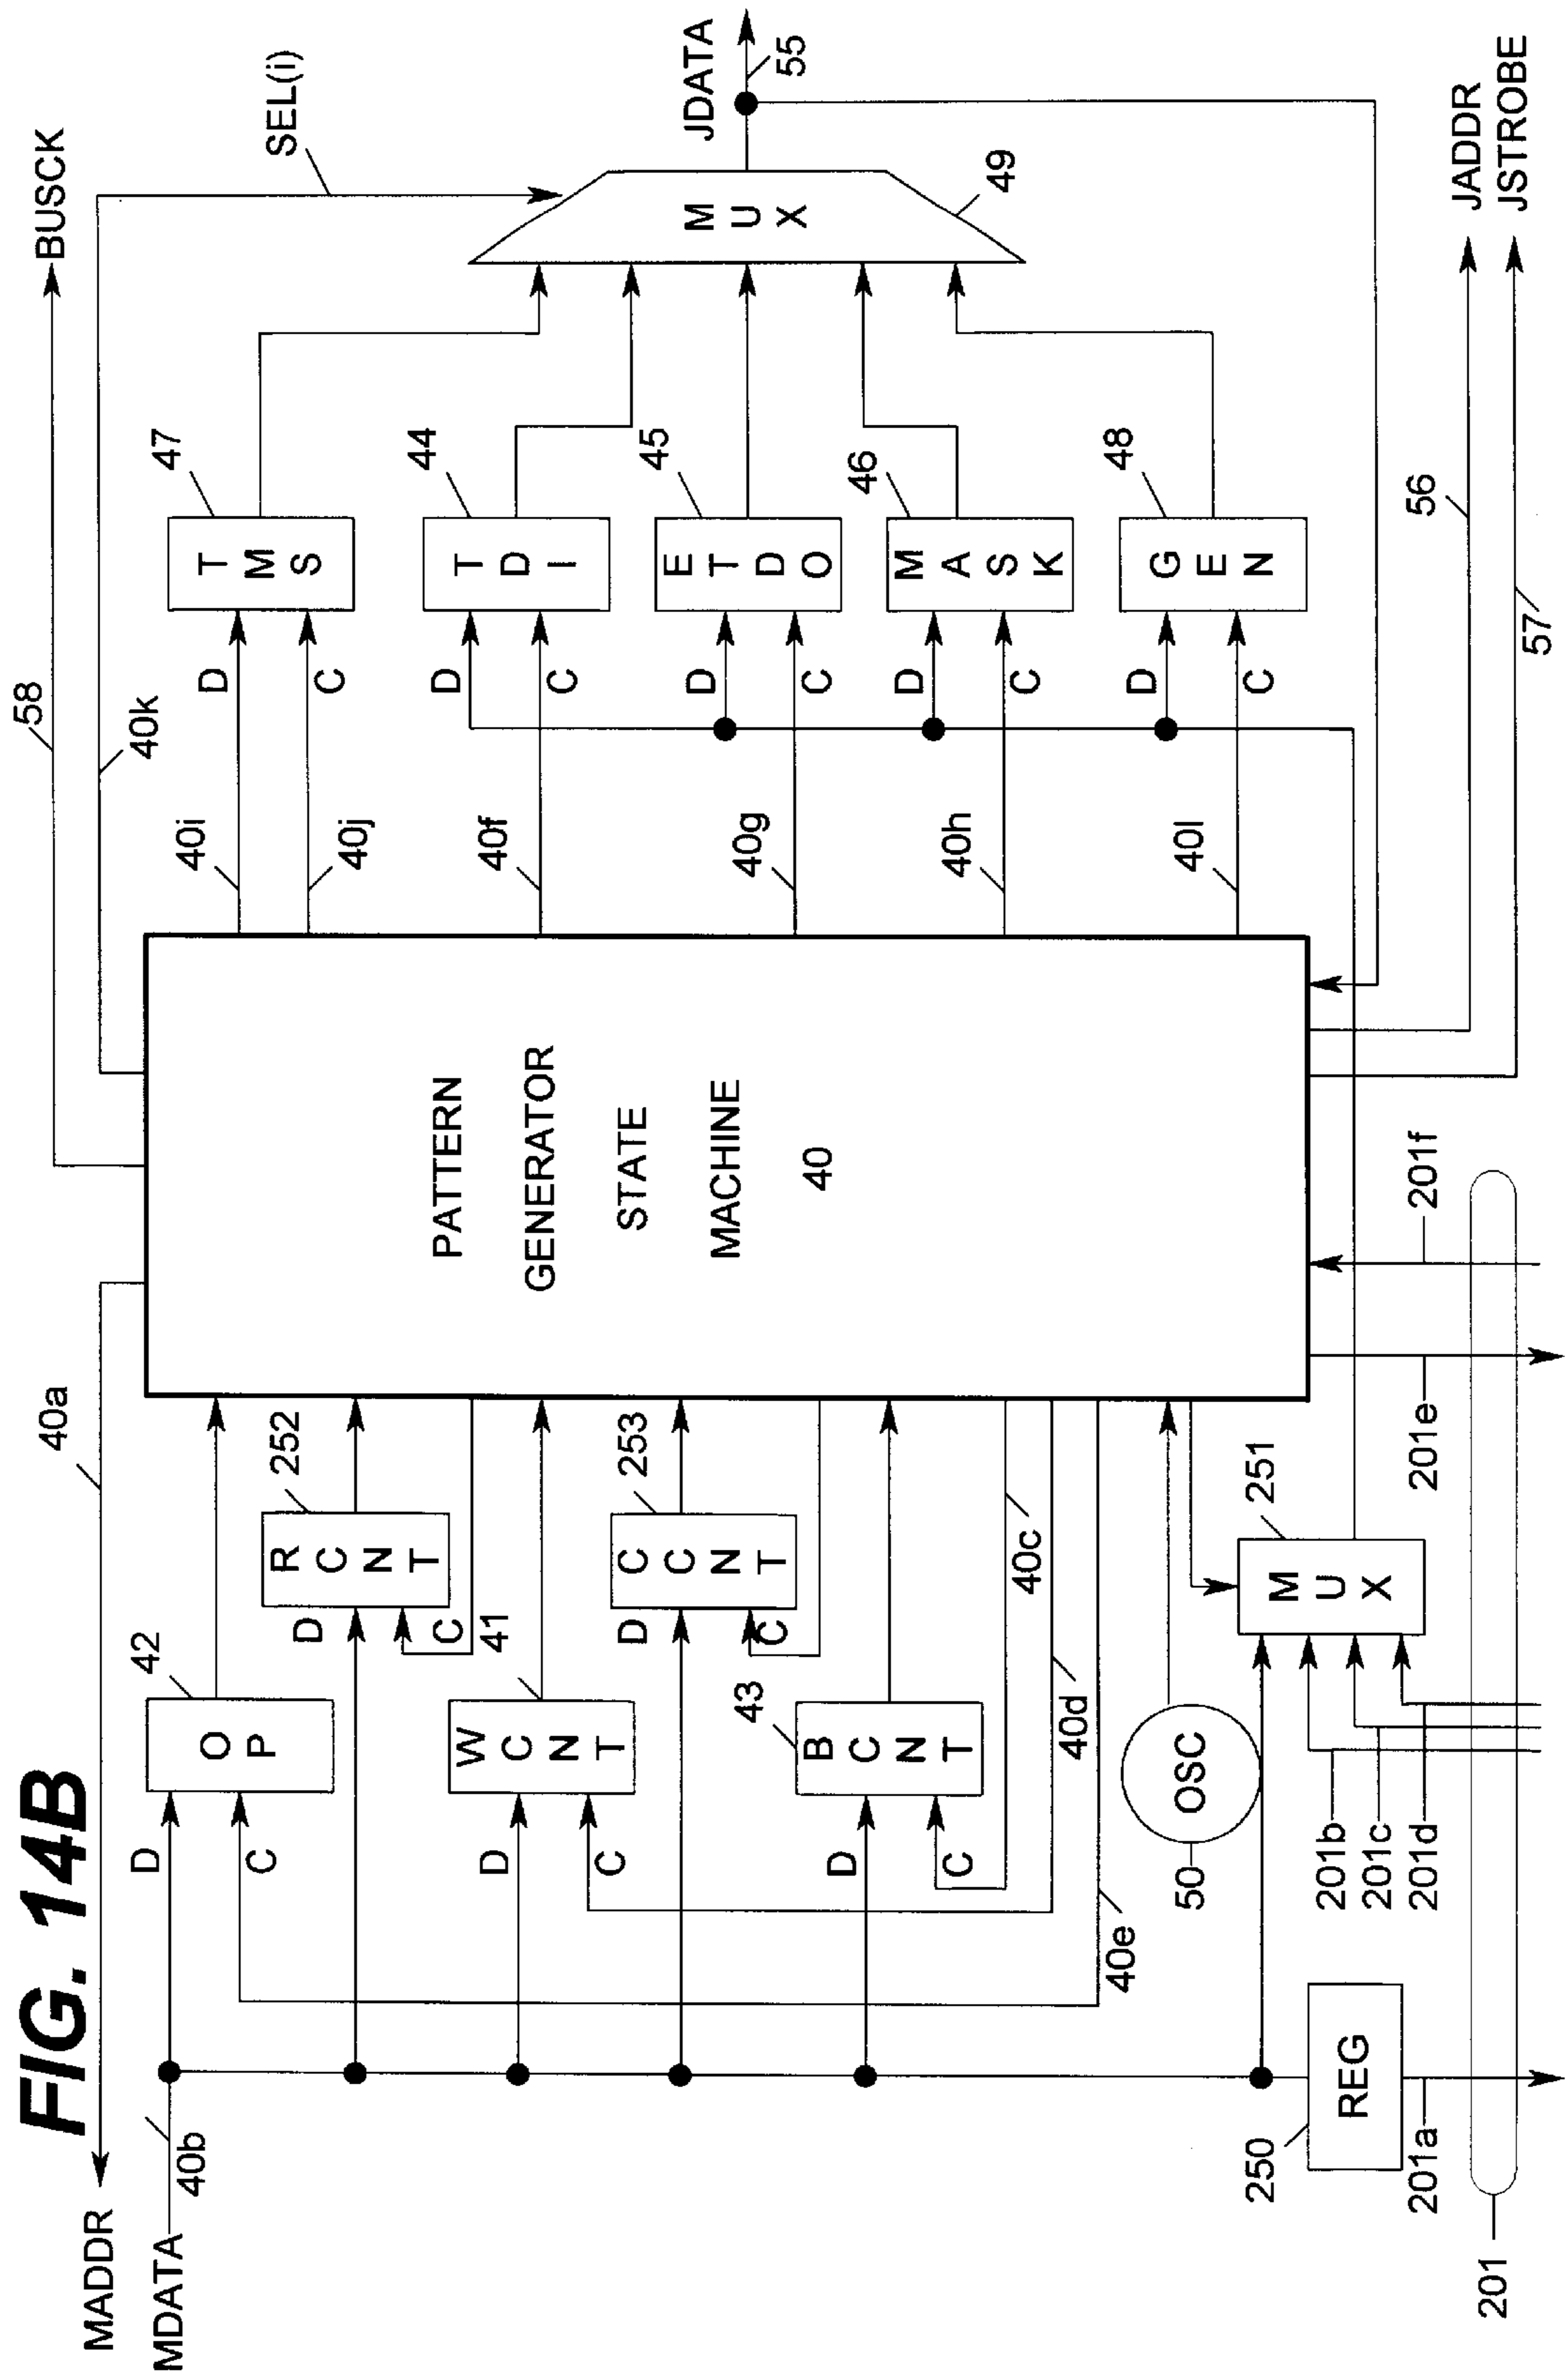 FIG. 14B
MADDR
40a
58
BUSCK
MDATA
40b
40k
SEL(i)
D
C
OP
42
D
C
RCNT
252
D
C
WCNT
41
D
C
CCNT
253
D
C
BCNT
43
40c
40d
40e
50
OSC
PATTERN
GENERATOR
STATE
MACHINE
40
40i
40j
40f
40g
40h
40l
D
C
TMS
47
D
C
TDI
44
D
C
ETDO
45
D
C
MASK
46
D
C
GEN
48
MUX
49
JDATA
55
JADDR
JSTROBE
56
57
250
REG
201a
201b
201c
201d
MUX
251
201e
201f
201